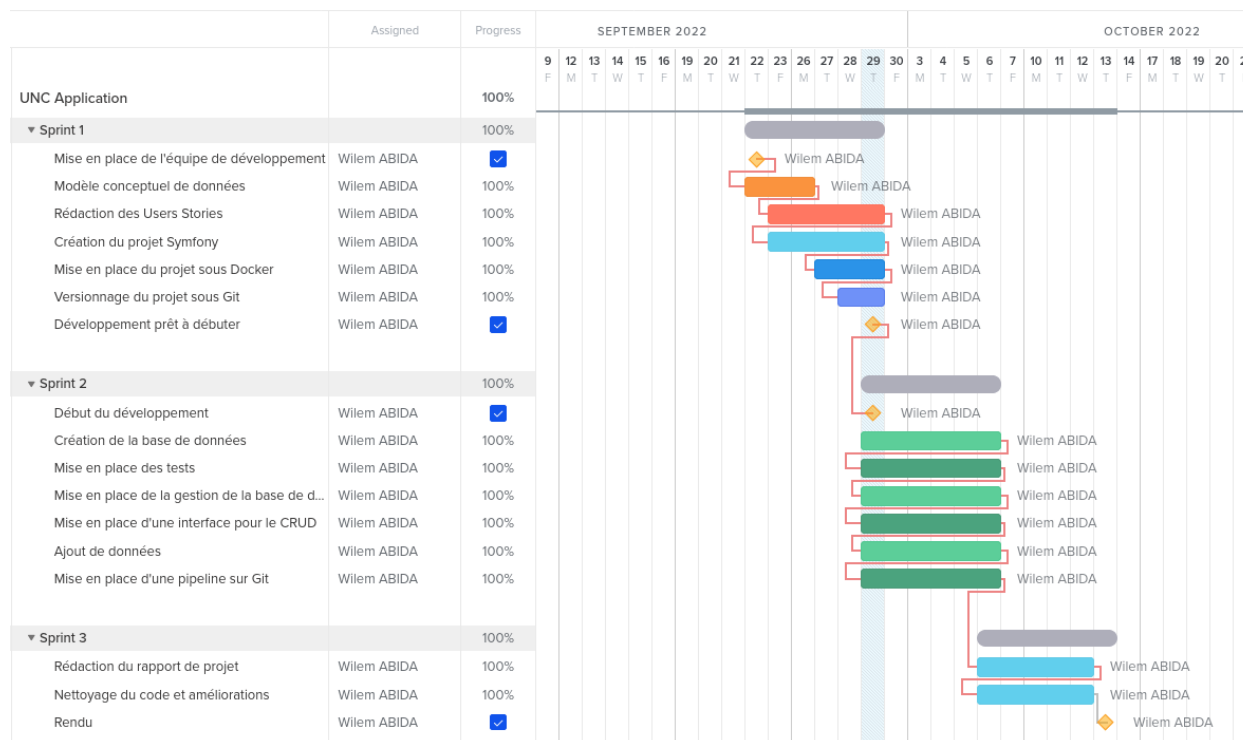 Assigned Progress SEPTEMBER 2022 OCTOBER 2022
9 12 13 14 15 16 19 20 21 22 23 26 27 28 29 30 3 4 5 6 7 10 11 12 13 14 17 18 19 20
F M T W T F M T W T F M T W T F M T W T F M T W T F M T W T
UNC Application 100%
Sprint 1 100%
Mise en place de l'équipe de développement Wilem ABIDA Wilem ABIDA
Modèle conceptuel de données Wilem ABIDA 100% Wilem ABIDA
Rédaction des Users Stories Wilem ABIDA 100% Wilem ABIDA
Création du projet Symfony Wilem ABIDA 100% Wilem ABIDA
Mise en place du projet sous Docker Wilem ABIDA 100% Wilem ABIDA
Versionnage du projet sous Git Wilem ABIDA 100% Wilem ABIDA
Développement prêt à débuter Wilem ABIDA Wilem ABIDA
Sprint 2 100%
Début du développement Wilem ABIDA Wilem ABIDA
Création de la base de données Wilem ABIDA 100% Wilem ABIDA
Mise en place des tests Wilem ABIDA 100% Wilem ABIDA
Mise en place de la gestion de la base de d... Wilem ABIDA 100% Wilem ABIDA
Mise en place d'une interface pour le CRUD Wilem ABIDA 100% Wilem ABIDA
Ajout de données Wilem ABIDA 100% Wilem ABIDA
Mise en place d'une pipeline sur Git Wilem ABIDA 100% Wilem ABIDA
Sprint 3 100%
Rédaction du rapport de projet Wilem ABIDA 100% Wilem ABIDA
Nettoyage du code et améliorations Wilem ABIDA 100% Wilem ABIDA
Rendu Wilem ABIDA Wilem ABIDA